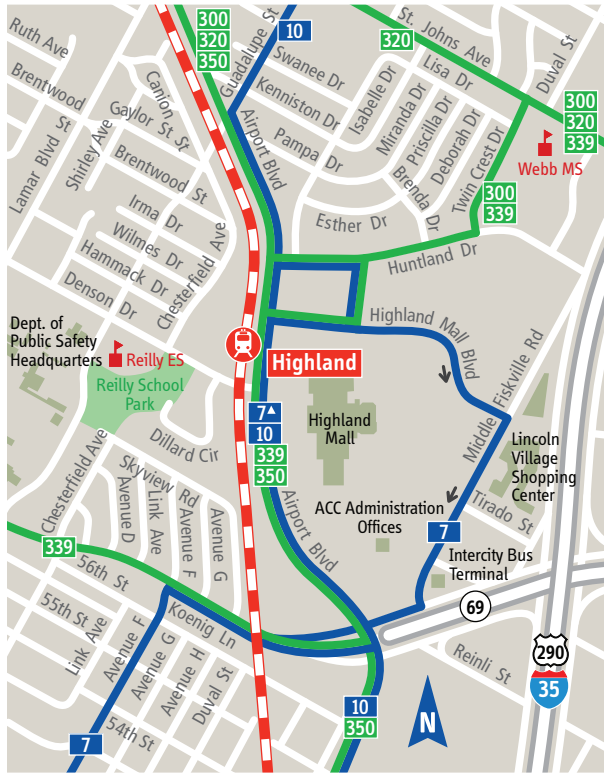 Ruth Ave
Brentwood
St
Lamar Blvd
Shirley Ave
Canion
St
Gaylor St
Brentwood St
Irma Dr
Wilmes Dr
Hammack Dr
Denson Dr
Chesterfield Ave
300
320
350
Guadalupe St
10
Swanee Dr
Kenniston Dr
Airport Blvd
Pampa Dr
Isabelle Dr
320
St. Johns Ave
Lisa Dr
Miranda Dr
Priscilla Dr
Deborah Dr
Brenda Dr
Twin Crest Dr
Duval St
300
320
339
Webb MS
300
339
Esther Dr
Huntland Dr
Highland Mall Blvd
Middle Fiskville Rd
Dept. of
Public Safety
Headquarters
Reilly ES
Reilly School
Park
Highland
Highland
Mall
7▲
10
339
350
Dillard Cir
Chesterfield Ave
Skyview Rd
Avenue D
Link Ave
Avenue F
Avenue G
Airport Blvd
ACC Administration
Offices
Lincoln
Village
Shopping
Center
Tirado St
7
Intercity Bus
Terminal
69
339
56th St
55th St
Link Ave
Avenue F
Avenue G
Avenue H
Duval St
54th St
Koenig Ln
7
10
350
N
Reinli St
290
35